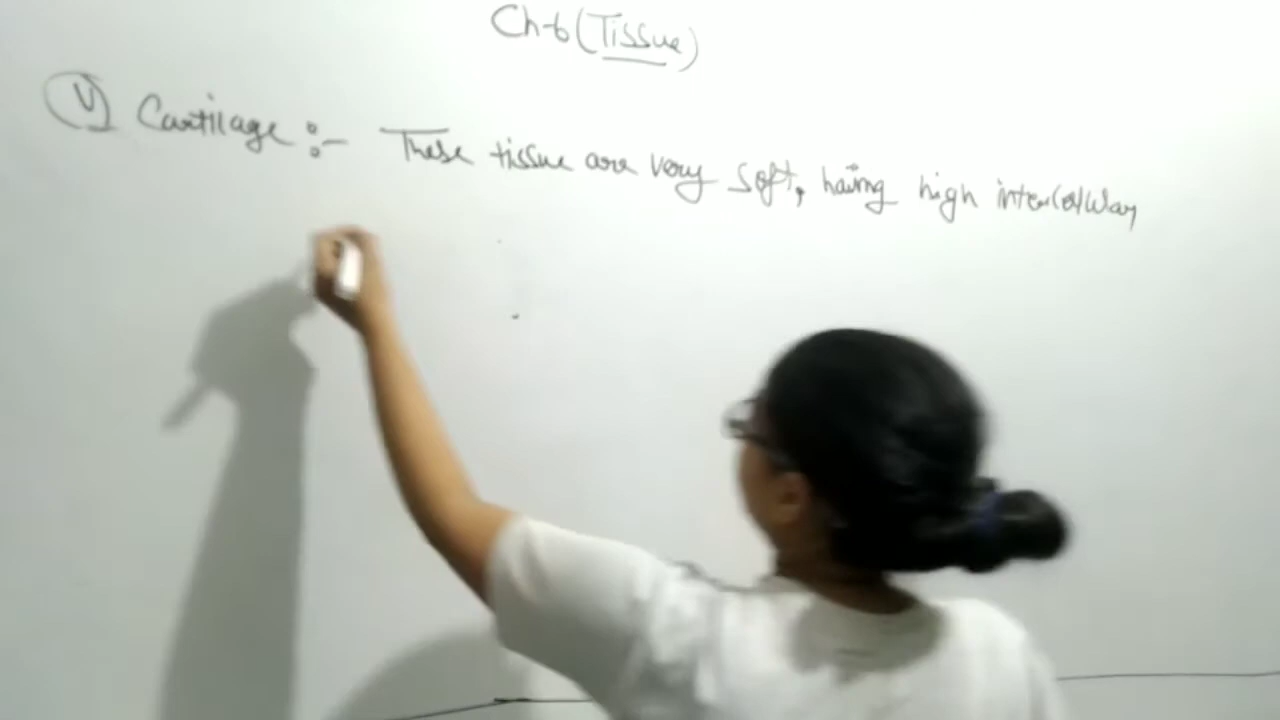 Ch-6 (Tissue)
V) Cartilage :- These tissue are very soft, having high intercellular